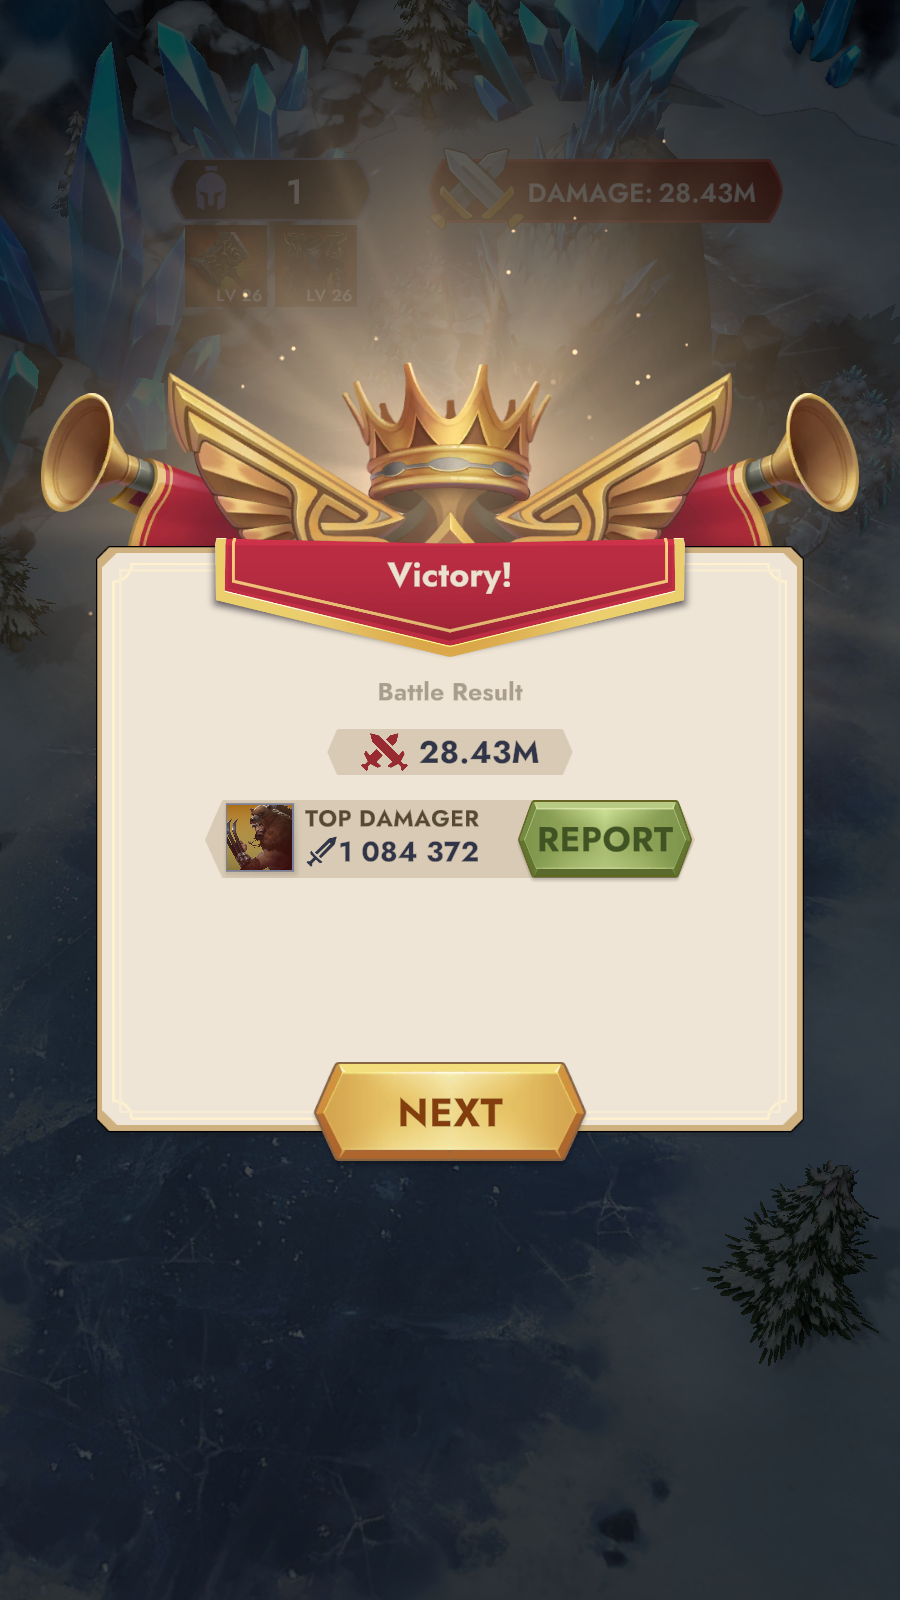 1
DAMAGE: 28.43M
LV 26
LV 26
Victory!
Battle Result
28.43M
TOP DAMAGER
1 084 372
REPORT
NEXT